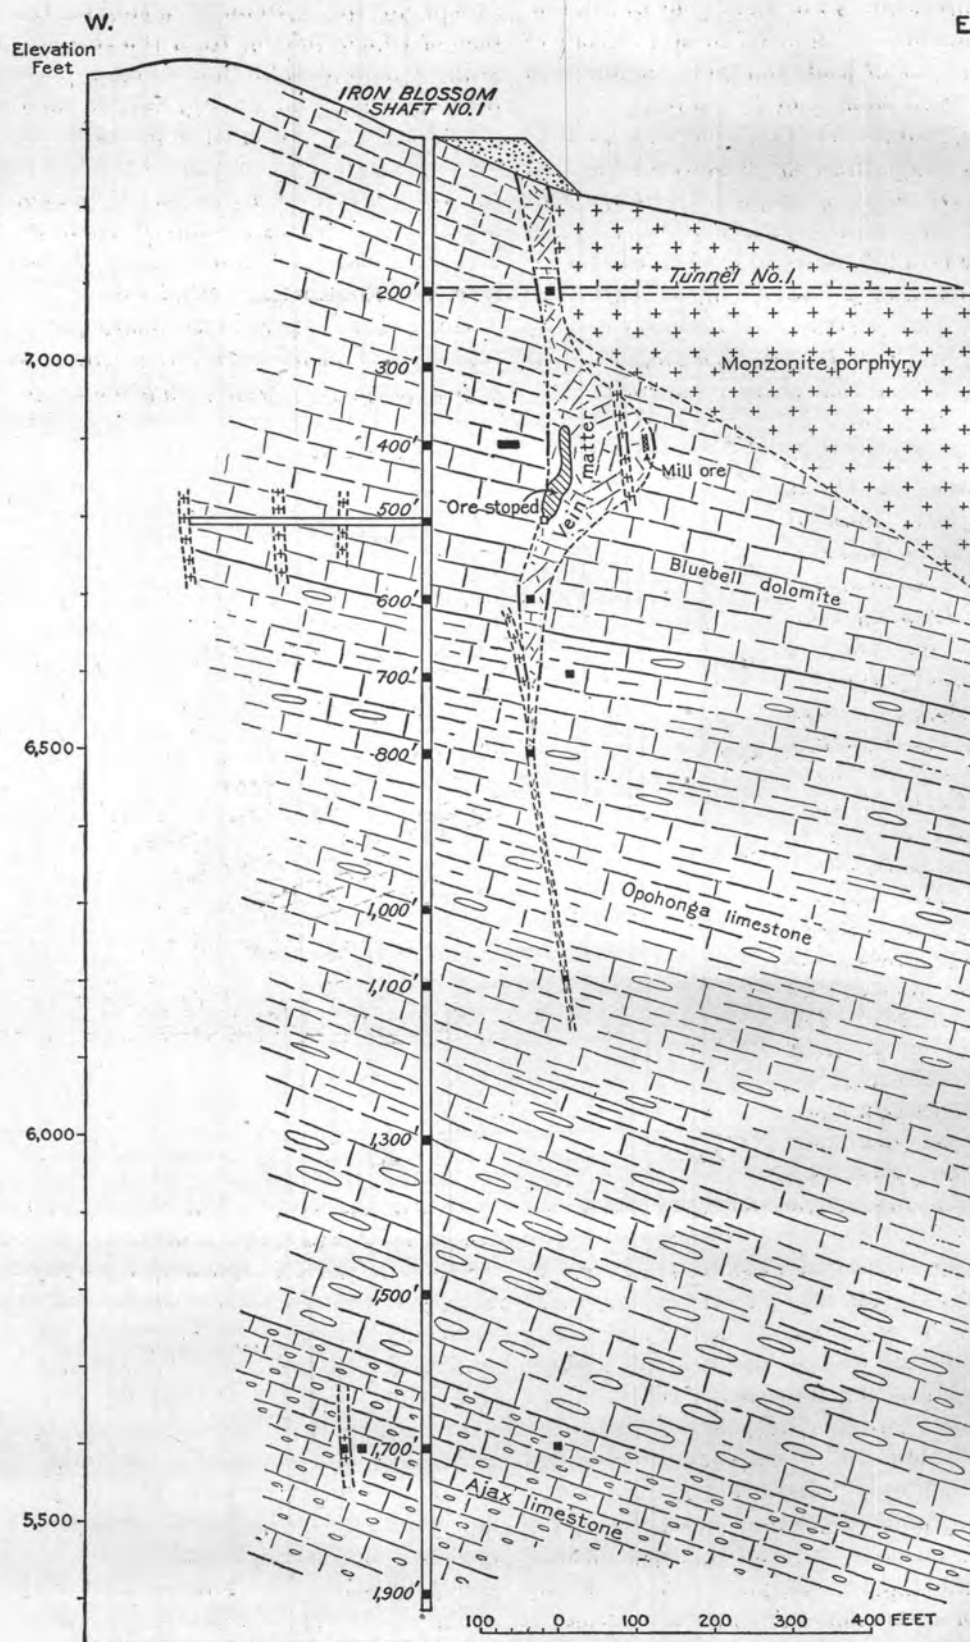 W.
E
Elevation
Feet
IRON BLOSSOM
SHAFT NO.1
Tunnel No.1.
200'
7,000
300'
Monzonite porphyry
400'
matter
Mill ore
Ore stoped
500'
Vein
Bluebell dolomite
600'
700'
6,500
800'
Opohonga limestone
1,000'
1,100'
6,000
1,300'
1,500'
1,700'
Ajax limestone
5,500
1,900'
100 0 100 200 300 400 FEET